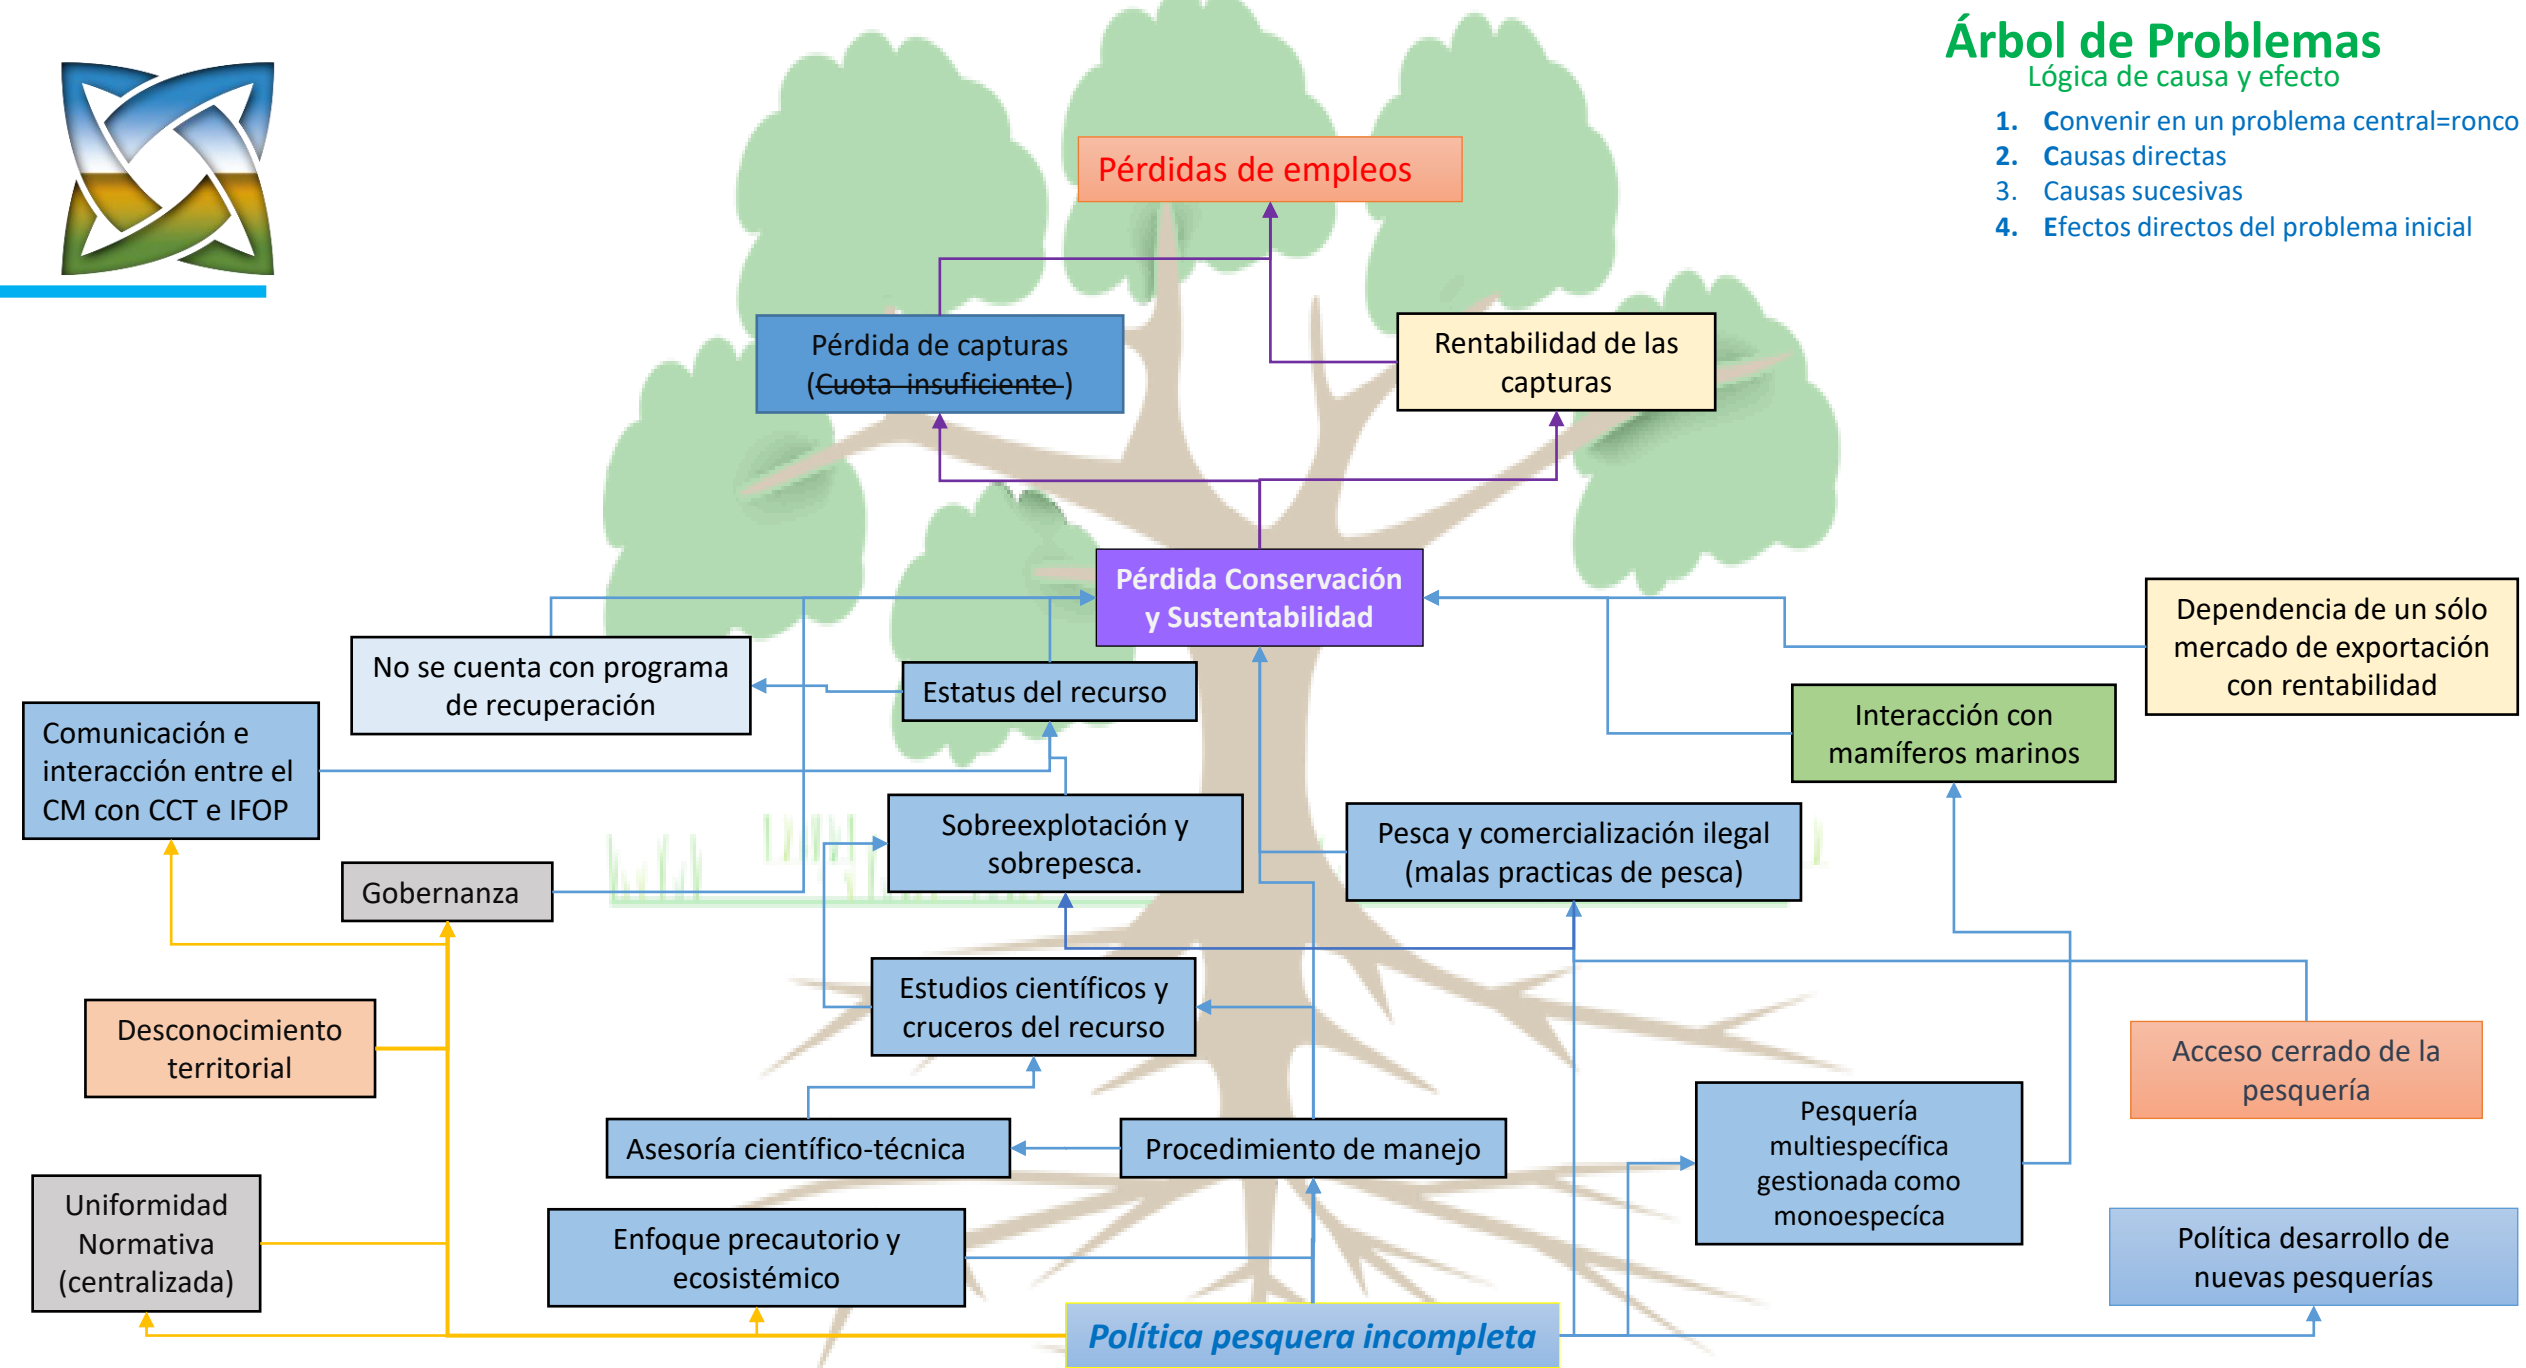 Árbol de Problemas
Lógica de causa y efecto
1. Convenir en un problema central=ronco
2. Causas directas
3. Causas sucesivas
4. Efectos directos del problema inicial
Pérdidas de empleos
Pérdida de capturas
(Cuota insuficiente )
Rentabilidad de las
capturas
Pérdida Conservación
y Sustentabilidad
Dependencia de un sólo
mercado de exportación
con rentabilidad
No se cuenta con programa
de recuperación
Estatus del recurso
Interacción con
mamíferos marinos
Comunicación e
interacción entre el
CM con CCT e IFOP
Sobreexplotación y
sobrepesca.
Pesca y comercialización ilegal
(malas practicas de pesca)
Gobernanza
Estudios científicos y
cruceros del recurso
Desconocimiento
territorial
Acceso cerrado de la
pesquería
Asesoría científico-técnica
Procedimiento de manejo
Pesquería
multiespecífica
gestionada como
monoespecíca
Uniformidad
Normativa
(centralizada)
Enfoque precautorio y
ecosistémico
Política desarrollo de
nuevas pesquerías
Política pesquera incompleta